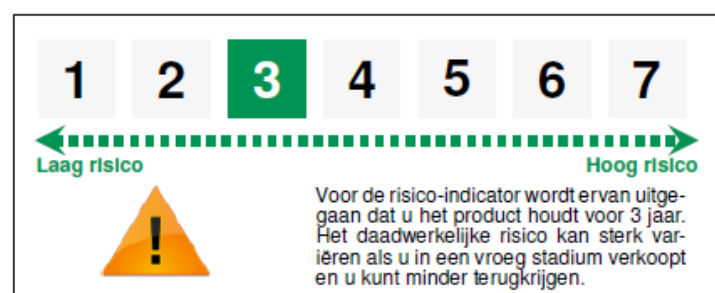 1 2 3 4 5 6 7
Laag risico Hoog risico
!
Voor de risico-indicator wordt ervan uitge-
gaan dat u het product houdt voor 3 jaar.
Het daadwerkelijke risico kan sterk var-
iëren als u in een vroeg stadium verkoopt
en u kunt minder terugkrijgen.